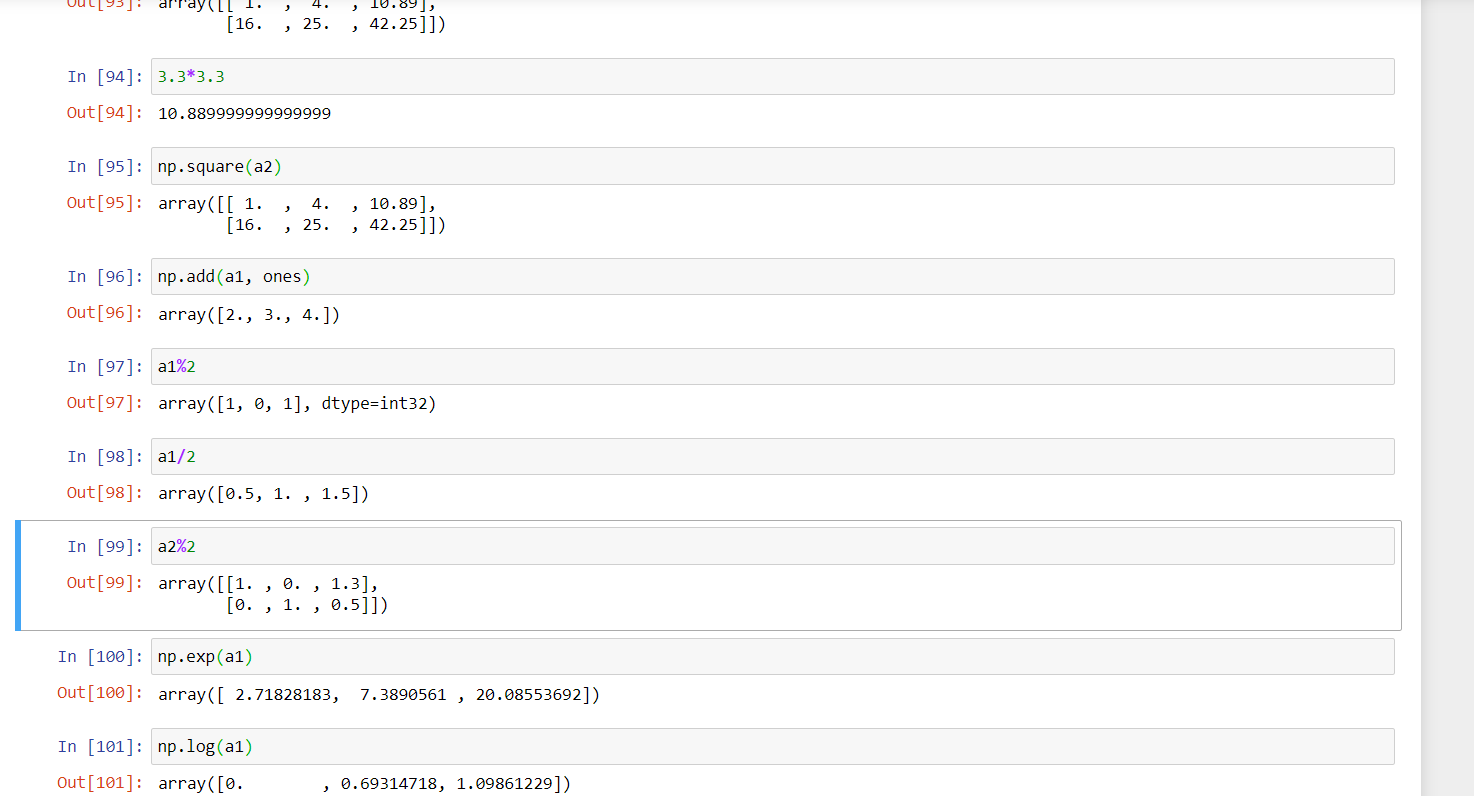 Out[93]: array([[ 1.  ,  4.  , 10.89],
       [16.  , 25.  , 42.25]])
In [94]: 3.3*3.3
Out[94]: 10.889999999999999
In [95]: np.square(a2)
Out[95]: array([[ 1.  ,  4.  , 10.89],
       [16.  , 25.  , 42.25]])
In [96]: np.add(a1, ones)
Out[96]: array([2., 3., 4.])
In [97]: a1%2
Out[97]: array([1, 0, 1], dtype=int32)
In [98]: a1/2
Out[98]: array([0.5, 1. , 1.5])
In [99]: a2%2
Out[99]: array([[1. , 0. , 1.3],
       [0. , 1. , 0.5]])
In [100]: np.exp(a1)
Out[100]: array([ 2.71828183,  7.3890561 , 20.08553692])
In [101]: np.log(a1)
Out[101]: array([0.        , 0.69314718, 1.09861229])